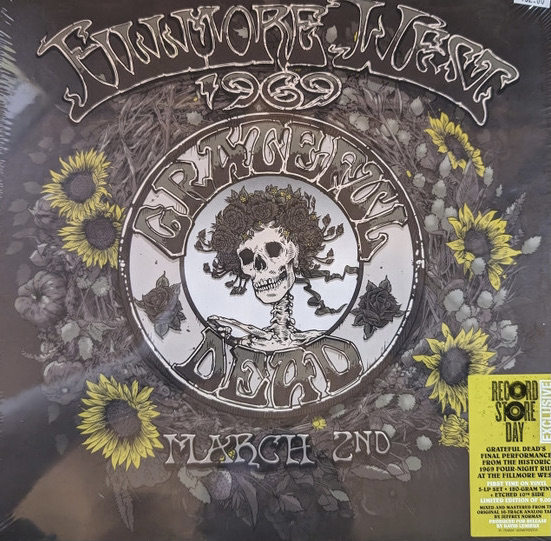 FILLMORE WEST
1969
GRATEFUL
DEAD
MARCH 2ND
RECORD
STORE
DAY
EXCLUSIVE
GRATEFUL DEAD'S
FINAL PERFORMANCE
FROM THE HISTORIC
1969 FOUR-NIGHT RUN
AT THE FILLMORE WEST
FIRST TIME ON VINYL
5-LP SET • 180-GRAM VINYL
+ ETCHED 10TH SIDE
LIMITED EDITION OF
MIXED AND MASTERED FROM THE
ORIGINAL 16-TRACK ANALOG TAPES
BY JEFFREY NORMAN
PRODUCED FOR RELEASE
BY DAVID LEMIEUX